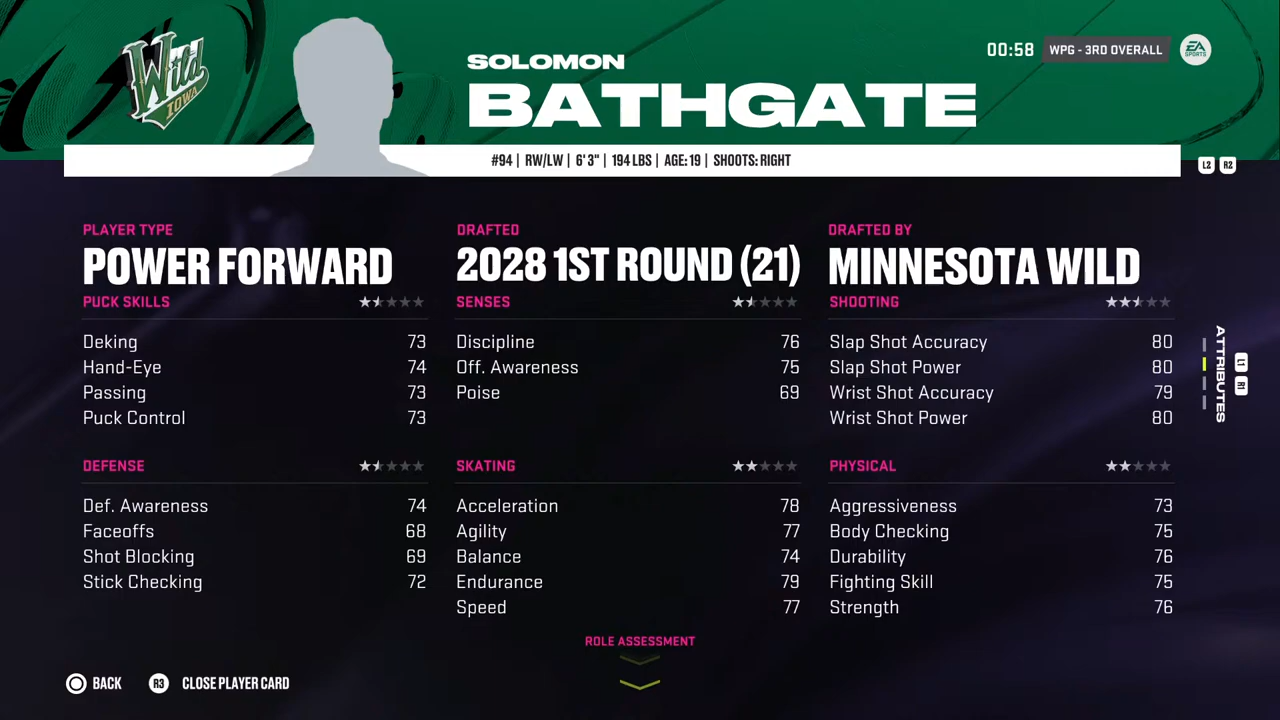 Wild
IOWA
SOLOMON
BATHGATE
00:58 WPG - 3RD OVERALL
EA
SPORTS
#94 | RW/LW | 6' 3" | 194 LBS | AGE: 19 | SHOOTS: RIGHT
L2 R2
PLAYER TYPE
POWER FORWARD
DRAFTED
2028 1ST ROUND (21)
DRAFTED BY
MINNESOTA WILD
PUCK SKILLS
Deking 73
Hand-Eye 74
Passing 73
Puck Control 73
SENSES
Discipline 76
Off. Awareness 75
Poise 69
SHOOTING
Slap Shot Accuracy 80
Slap Shot Power 80
Wrist Shot Accuracy 79
Wrist Shot Power 80
ATTRIBUTES
L1 R1
DEFENSE
Def. Awareness 74
Faceoffs 68
Shot Blocking 69
Stick Checking 72
SKATING
Acceleration 78
Agility 77
Balance 74
Endurance 79
Speed 77
PHYSICAL
Aggressiveness 73
Body Checking 75
Durability 76
Fighting Skill 75
Strength 76
ROLE ASSESSMENT
BACK R3 CLOSE PLAYER CARD